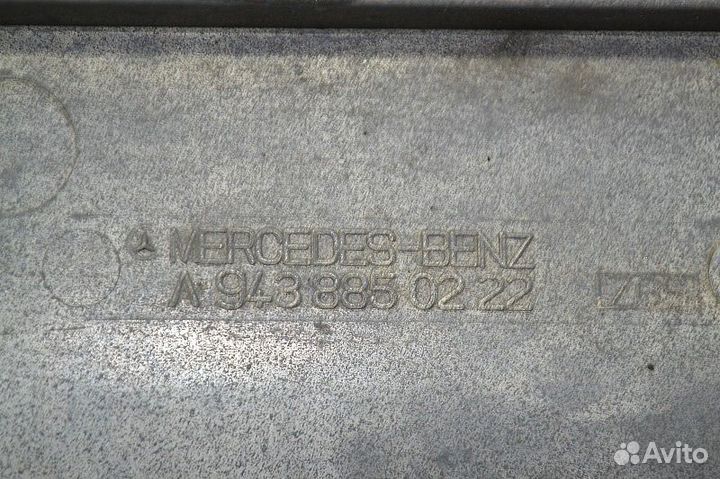 MERCEDES-BENZ
A 943 885 02 22
Avito